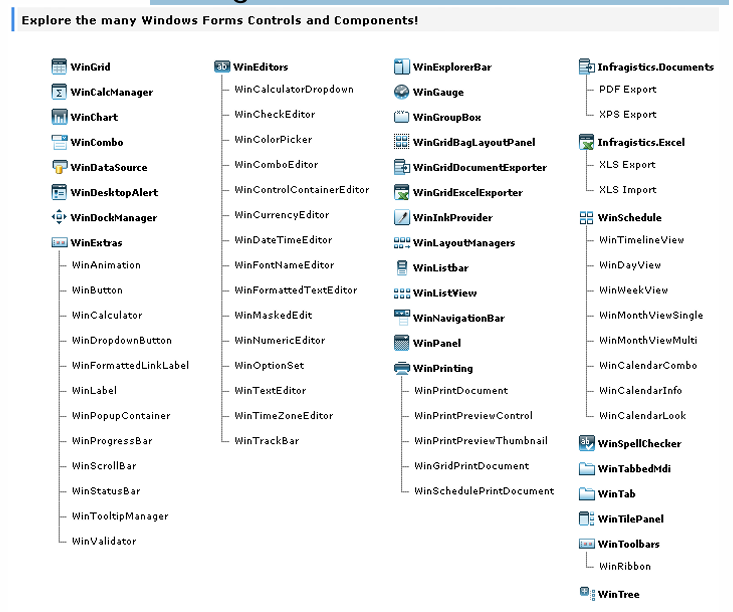 Explore the many Windows Forms Controls and Components!
WinGrid
WinCalcManager
WinChart
WinCombo
WinDataSource
WinDesktopAlert
WinDockManager
WinExtras
WinAnimation
WinButton
WinCalculator
WinDropdownButton
WinFormattedLinkLabel
WinLabel
WinPopupContainer
WinProgressBar
WinScrollBar
WinStatusBar
WinTooltipManager
WinValidator
WinEditors
WinCalculatorDropdown
WinCheckEditor
WinColorPicker
WinComboEditor
WinControlContainerEditor
WinCurrencyEditor
WinDateTimeEditor
WinFontNameEditor
WinFormattedTextEditor
WinMaskedEdit
WinNumericEditor
WinOptionSet
WinTextEditor
WinTimeZoneEditor
WinTrackBar
WinExplorerBar
WinGauge
WinGroupBox
WinGridBagLayoutPanel
WinGridDocumentExporter
WinGridExcelExporter
WinInkProvider
WinLayoutManagers
WinListbar
WinListView
WinNavigationBar
WinPanel
WinPrinting
WinPrintDocument
WinPrintPreviewControl
WinPrintPreviewThumbnail
WinGridPrintDocument
WinSchedulePrintDocument
Infragistics.Documents
PDF Export
XPS Export
Infragistics.Excel
XLS Export
XLS Import
WinSchedule
WinTimelineView
WinDayView
WinWeekView
WinMonthViewSingle
WinMonthViewMulti
WinCalendarCombo
WinCalendarInfo
WinCalendarLook
WinSpellChecker
WinTabbedMdi
WinTab
WinTilePanel
WinToolbars
WinRibbon
WinTree